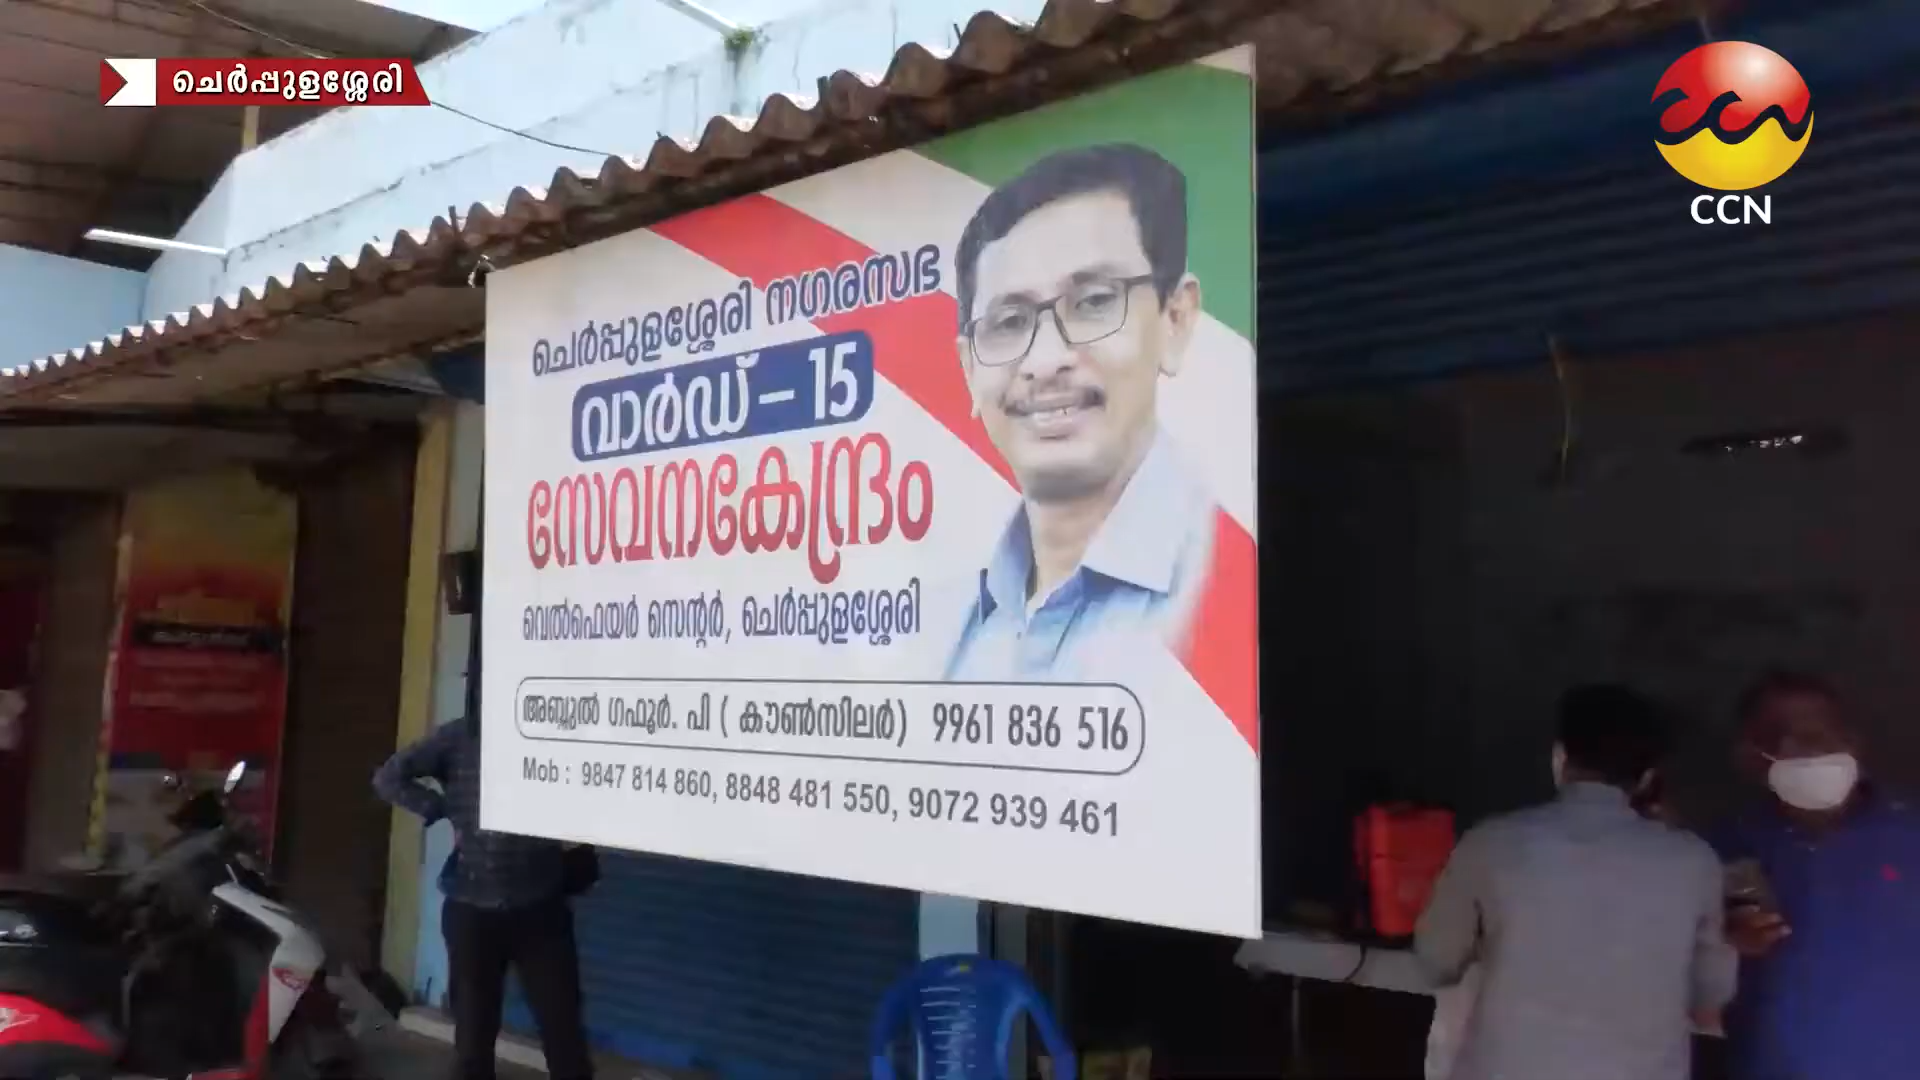 ചെർപ്പുളശ്ശേരി
CCN
ചെർപ്പുളശ്ശേരി നഗരസഭ
വാർഡ് – 15
സേവനകേന്ദ്രം
വെൽഫെയർ സെന്റർ, ചെർപ്പുളശ്ശേരി
അബ്ദുൽ ഗഫൂർ. പി ( കൗൺസിലർ) 9961 836 516
Mob : 9847 814 860, 8848 481 550, 9072 939 461